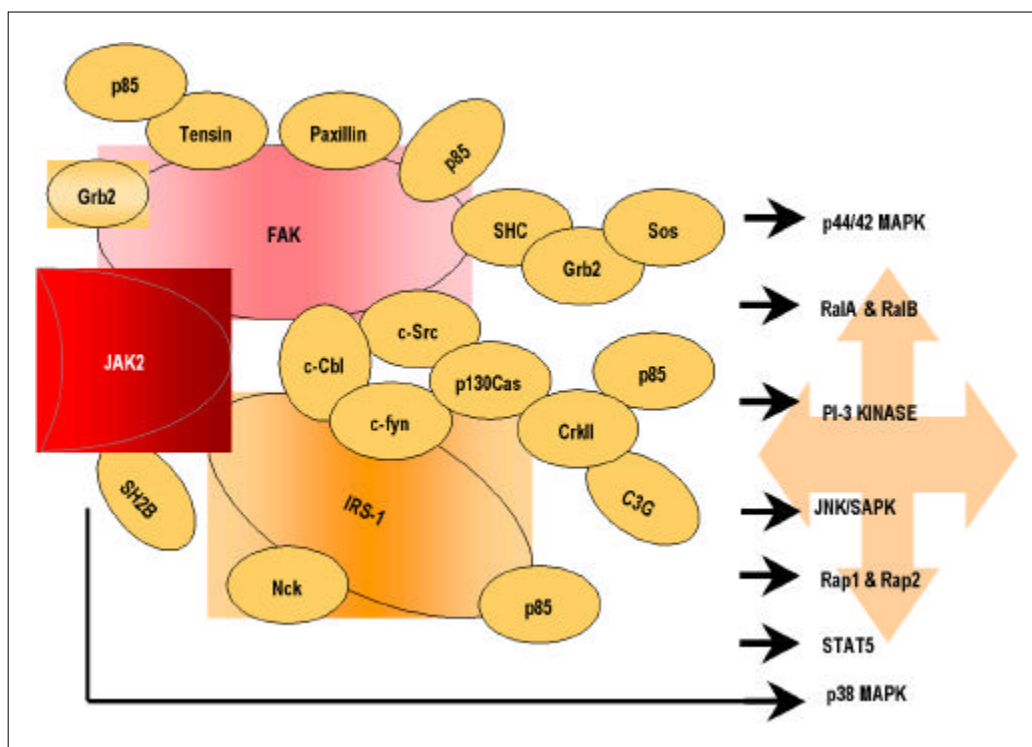 p85
Tensin
Paxillin
p85
Grb2
FAK
SHC
Grb2
Sos
p44/42 MAPK
RalA & RalB
JAK2
c-Cbl
c-Src
p130Cas
c-fyn
p85
CrkII
C3G
PI-3 KINASE
SH2B
IRS-1
JNK/SAPK
Nck
p85
Rap1 & Rap2
STAT5
p38 MAPK